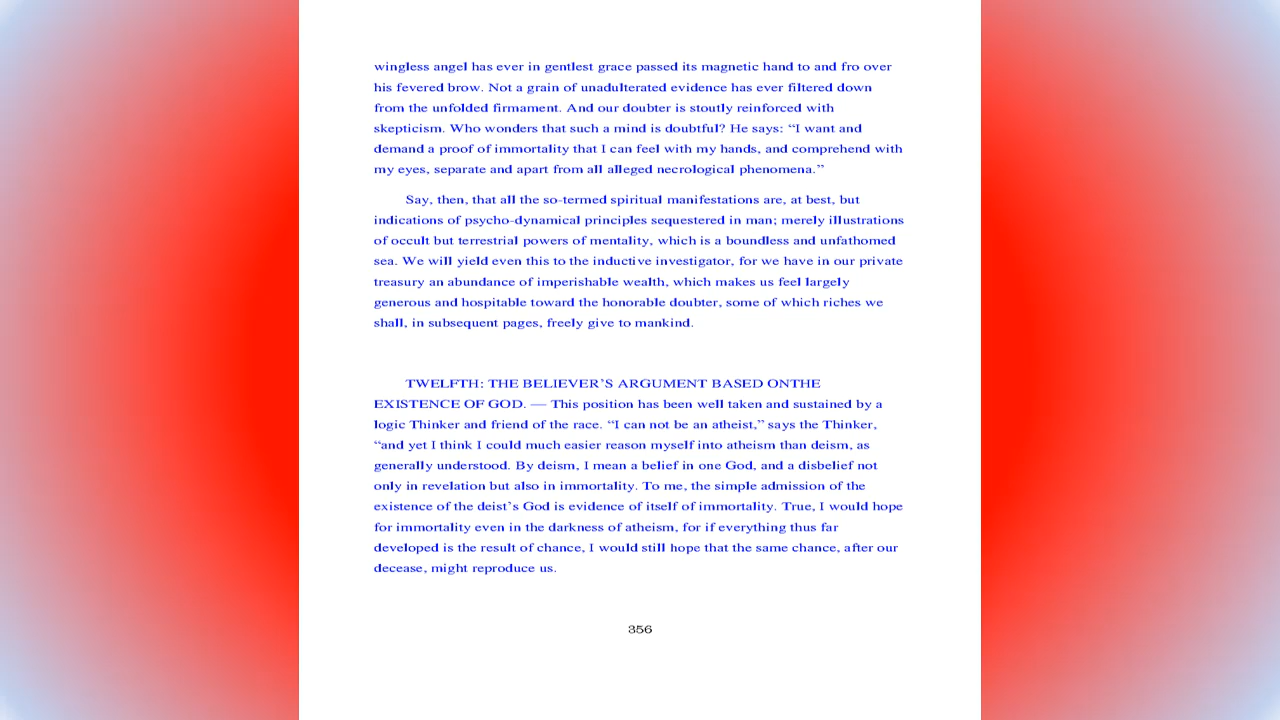 wingless angel has ever in gentlest grace passed its magnetic hand to and fro over
his fevered brow. Not a grain of unadulterated evidence has ever filtered down
from the unfolded firmament. And our doubter is stoutly reinforced with
skepticism. Who wonders that such a mind is doubtful? He says: “I want and
demand a proof of immortality that I can feel with my hands, and comprehend with
my eyes, separate and apart from all alleged necrological phenomena.”
Say, then, that all the so-termed spiritual manifestations are, at best, but
indications of psycho-dynamical principles sequestered in man; merely illustrations
of occult but terrestrial powers of mentality, which is a boundless and unfathomed
sea. We will yield even this to the inductive investigator, for we have in our private
treasury an abundance of imperishable wealth, which makes us feel largely
generous and hospitable toward the honorable doubter, some of which riches we
shall, in subsequent pages, freely give to mankind.
TWELFTH: THE BELIEVER’S ARGUMENT BASED ONTHE
EXISTENCE OF GOD. — This position has been well taken and sustained by a
logic Thinker and friend of the race. “I can not be an atheist,” says the Thinker,
“and yet I think I could much easier reason myself into atheism than deism, as
generally understood. By deism, I mean a belief in one God, and a disbelief not
only in revelation but also in immortality. To me, the simple admission of the
existence of the deist’s God is evidence of itself of immortality. True, I would hope
for immortality even in the darkness of atheism, for if everything thus far
developed is the result of chance, I would still hope that the same chance, after our
decease, might reproduce us.
356